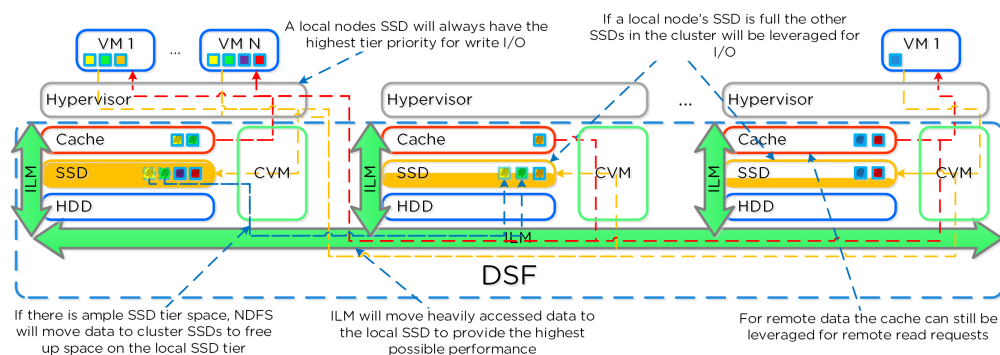 A local nodes SSD will always have the
highest tier priority for write I/O
If a local node's SSD is full the other
SSDs in the cluster will be leveraged for
I/O
VM 1
...
VM N
VM 1
Hypervisor
Hypervisor
...
Hypervisor
ILM
Cache
SSD
HDD
CVM
ILM
Cache
SSD
HDD
CVM
ILM
Cache
SSD
HDD
CVM
ILM
DSF
If there is ample SSD tier space, NDFS
will move data to cluster SSDs to free
up space on the local SSD tier
ILM will move heavily accessed data to
the local SSD to provide the highest
possible performance
For remote data the cache can still be
leveraged for remote read requests